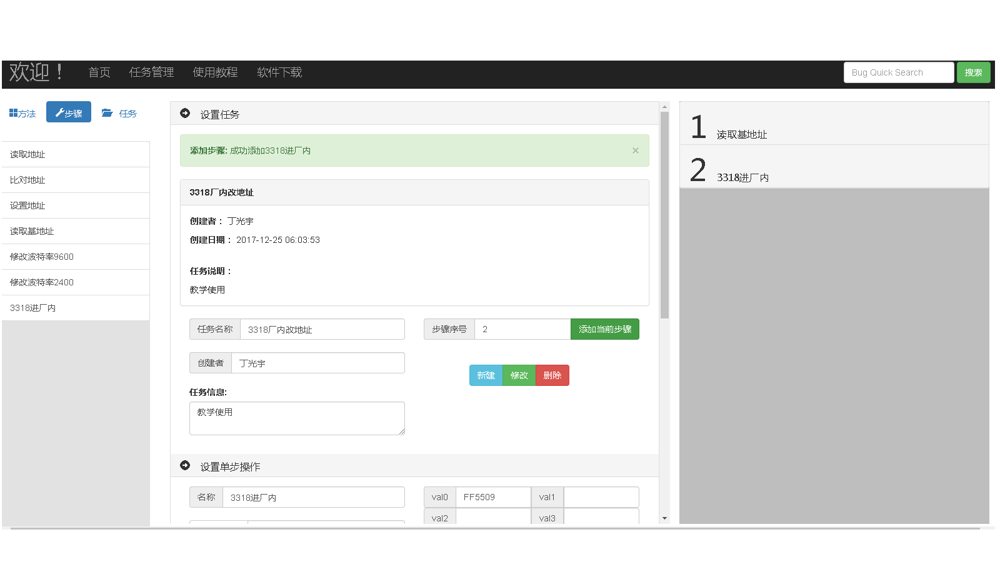 欢迎！ 首页 任务管理 使用教程 软件下载 Bug Quick Search 搜索
方法 步骤 任务
读取地址
比对地址
设置地址
读取基地址
修改波特率9600
修改波特率2400
3318进厂内
设置任务
添加步骤: 成功添加3318进厂内 ×
3318厂内改地址
创建者： 丁光宇
创建日期： 2017-12-25 06:03:53
任务说明：
教学使用
任务名称 3318厂内改地址 步骤序号 2 添加当前步骤
创建者 丁光宇
新建 修改 删除
任务信息:
教学使用
设置单步操作
名称 3318进厂内 val0 FF5509 val1
val2 val3
1 读取基地址
2 3318进厂内